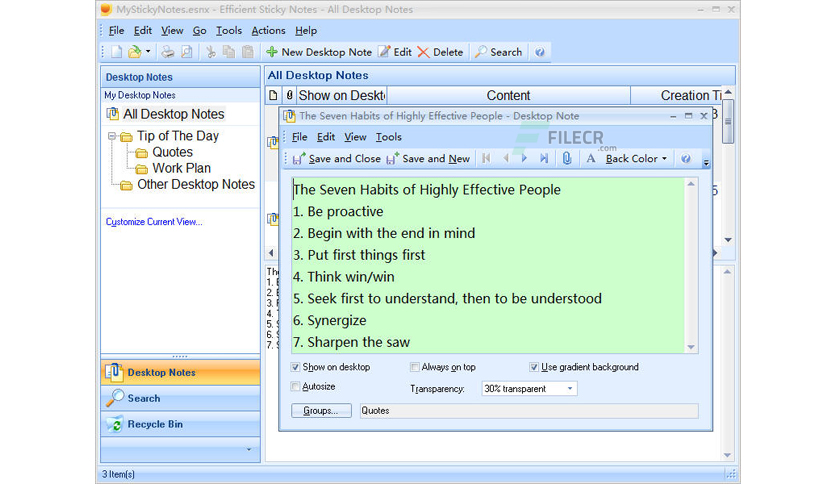 MyStickyNotes.esnx - Efficient Sticky Notes - All Desktop Notes
File Edit View Go Tools Actions Help
New Desktop Note Edit Delete Search
Desktop Notes
My Desktop Notes
All Desktop Notes
Tip of The Day
Quotes
Work Plan
Other Desktop Notes
Customize Current View...
Desktop Notes
Search
Recycle Bin
3 Item(s)
All Desktop Notes
Show on Deskt Content Creation Ti
The Seven Habits of Highly Effective People - Desktop Note
File Edit View Tools
FILECR
.com
Save and Close Save and New A Back Color
The Seven Habits of Highly Effective People
1. Be proactive
2. Begin with the end in mind
3. Put first things first
4. Think win/win
5. Seek first to understand, then to be understood
6. Synergize
7. Sharpen the saw
Show on desktop Always on top Use gradient background
Autosize Transparency: 30% transparent
Groups... Quotes